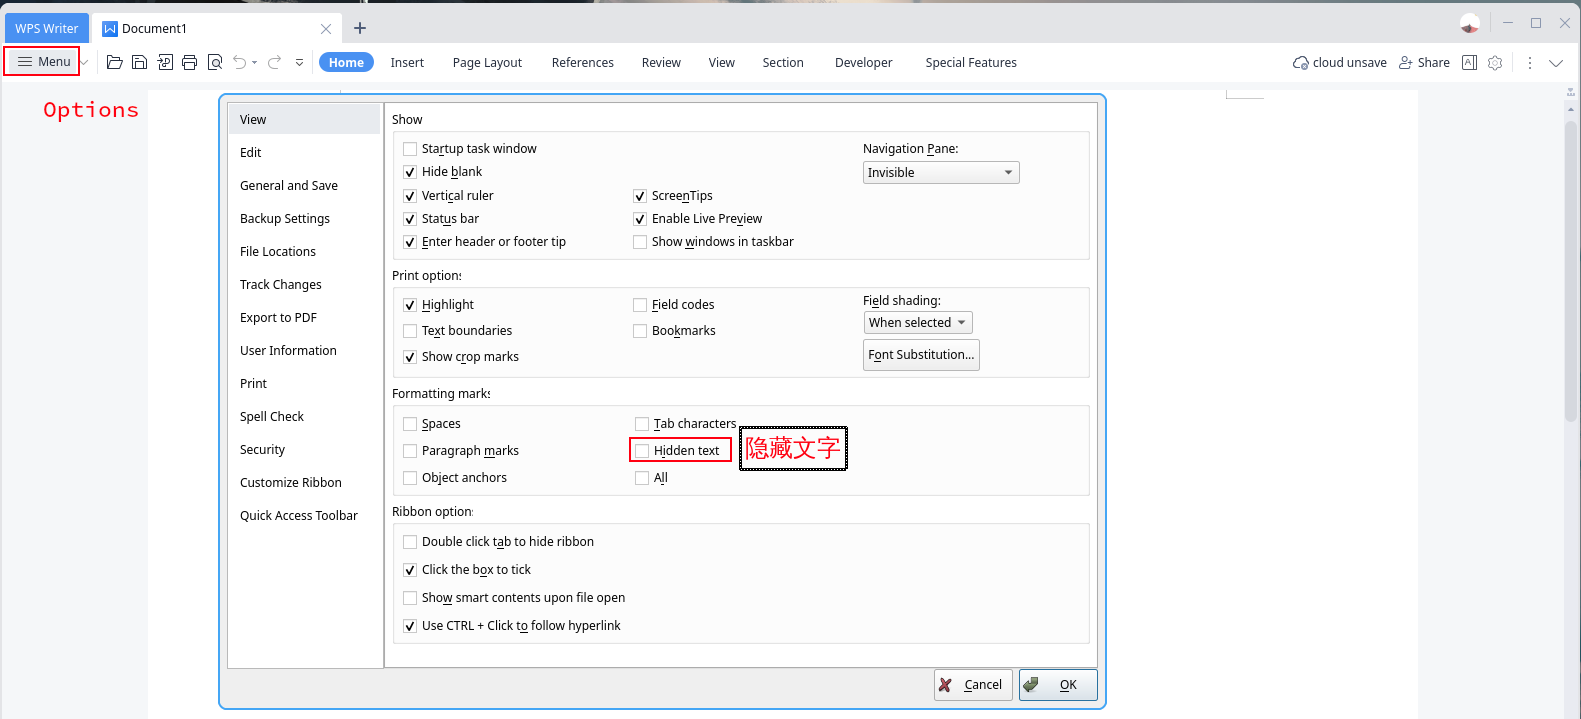 WPS Writer
Document1
Menu
Home
Insert
Page Layout
References
Review
View
Section
Developer
Special Features
cloud unsave
Share
Options
View
Edit
General and Save
Backup Settings
File Locations
Track Changes
Export to PDF
User Information
Print
Spell Check
Security
Customize Ribbon
Quick Access Toolbar
Show
Startup task window
Navigation Pane:
Hide blank
Invisible
Vertical ruler
ScreenTips
Status bar
Enable Live Preview
Enter header or footer tip
Show windows in taskbar
Print options
Highlight
Field codes
Field shading:
Text boundaries
Bookmarks
When selected
Show crop marks
Font Substitution...
Formatting marks
Spaces
Tab characters
Paragraph marks
Hidden text
隐藏文字
Object anchors
All
Ribbon option
Double click tab to hide ribbon
Click the box to tick
Show smart contents upon file open
Use CTRL + Click to follow hyperlink
Cancel
OK